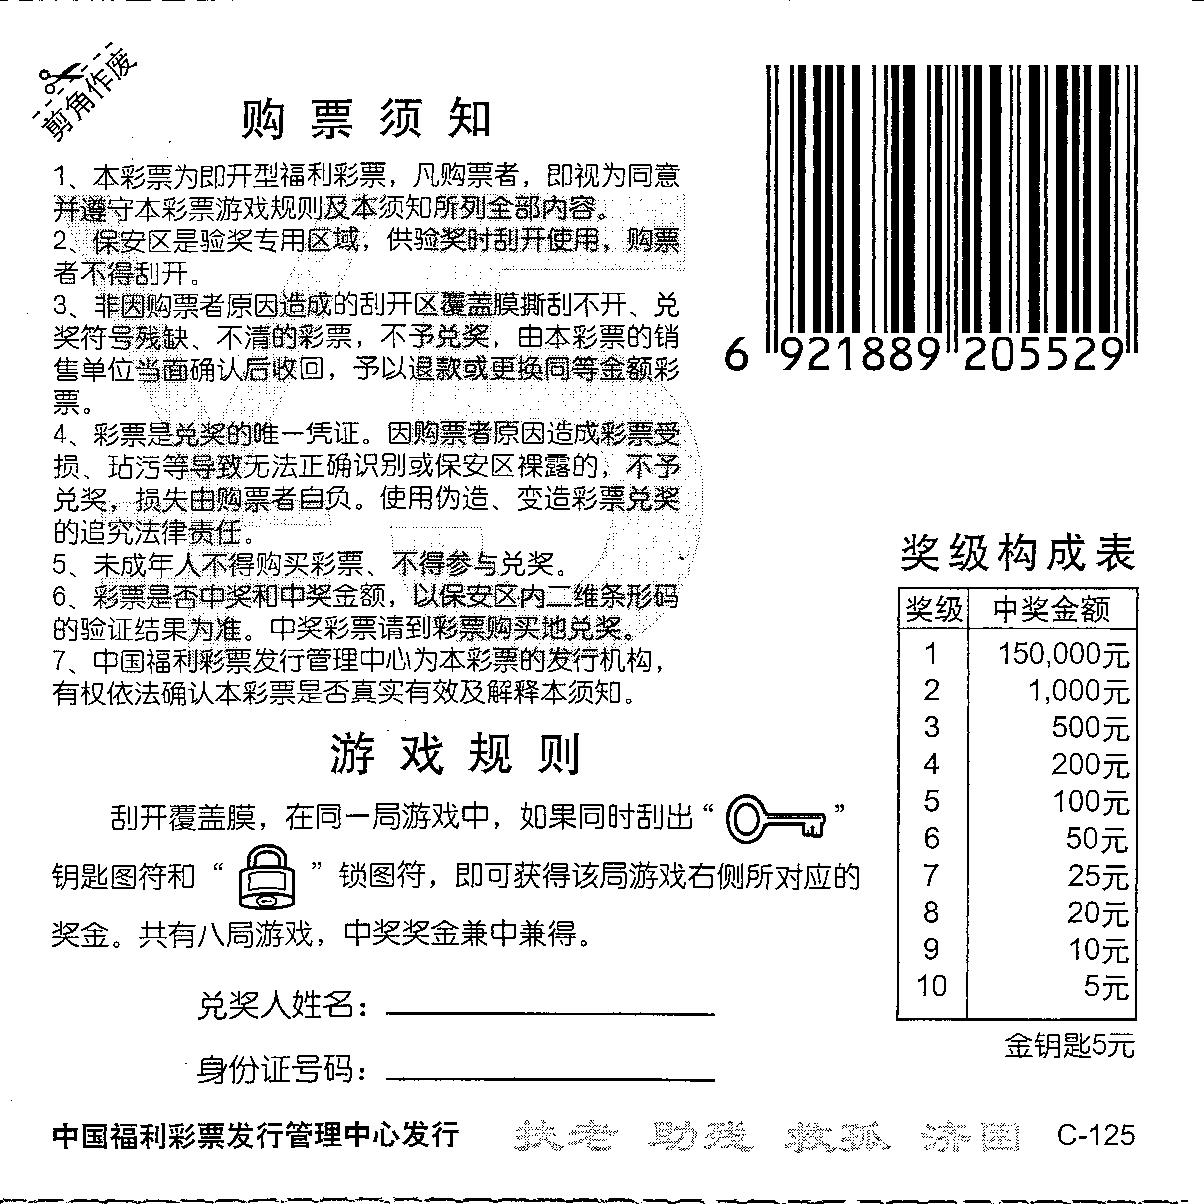 剪角作废
购票须知
1、本彩票为即开型福利彩票，凡购票者，即视为同意
并遵守本彩票游戏规则及本须知所列全部内容。
2、保安区是验奖专用区域，供验奖时刮开使用，购票
者不得刮开。
3、非因购票者原因造成的刮开区覆盖膜撕刮不开、兑
奖符号残缺、不清的彩票，不予兑奖，由本彩票的销
售单位当面确认后收回，予以退款或更换同等金额彩
票。
4、彩票是兑奖的唯一凭证。因购票者原因造成彩票受
损、玷污等导致无法正确识别或保安区裸露的，不予
兑奖，损失由购票者自负。使用伪造、变造彩票兑奖
的追究法律责任。
5、未成年人不得购买彩票、不得参与兑奖。
6、彩票是否中奖和中奖金额，以保安区内二维条形码
的验证结果为准。中奖彩票请到彩票购买地兑奖。
7、中国福利彩票发行管理中心为本彩票的发行机构，
有权依法确认本彩票是否真实有效及解释本须知。
游戏规则
刮开覆盖膜，在同一局游戏中，如果同时刮出“ ”
钥匙图符和“ ”锁图符，即可获得该局游戏右侧所对应的
奖金。共有八局游戏，中奖奖金兼中兼得。
兑奖人姓名：
身份证号码：
中国福利彩票发行管理中心发行
扶老 助残 救孤 济困
C-125
6 921889 205529
奖级构成表
奖级 中奖金额
1 150,000元
2 1,000元
3 500元
4 200元
5 100元
6 50元
7 25元
8 20元
9 10元
10 5元
金钥匙5元